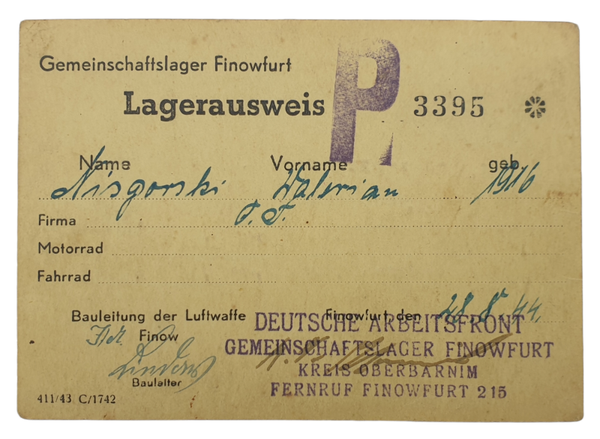 Gemeinschaftslager Finowfurt
Lagerausweis P 3395
Name Vorname geb.
Nisgorski Walerian 1916
Firma
Motorrad
Fahrrad
Bauleitung der Luftwaffe Finowfurt, den 28.8.44.
Finow
Bauleiter
DEUTSCHE ARBEITSFRONT
GEMEINSCHAFTSLAGER FINOWFURT
KREIS OBERBARNIM
FERNRUF FINOWFURT 215
411/43 C/1742